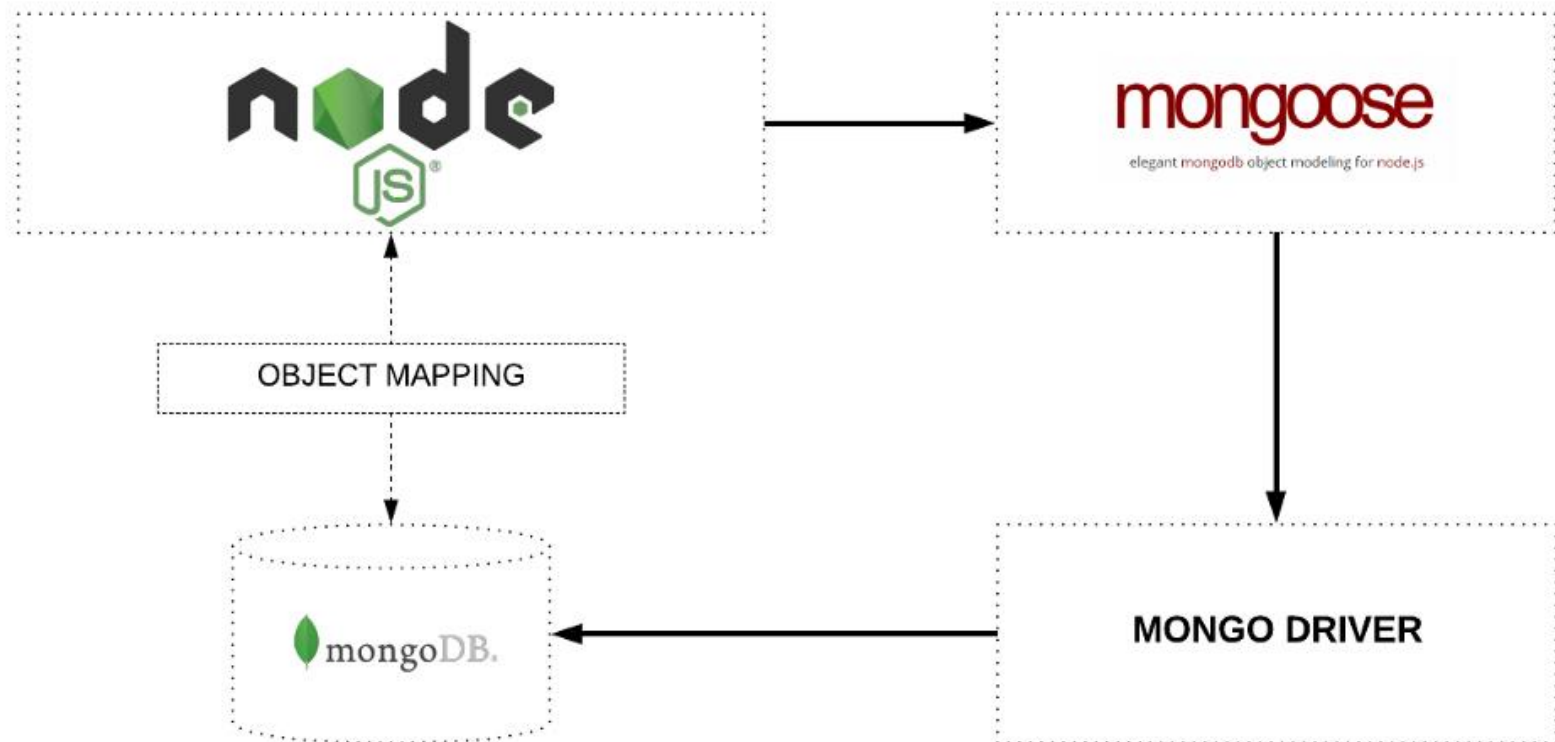 node
JS®
mongoose
elegant mongodb object modeling for node.js
OBJECT MAPPING
mongoDB.
MONGO DRIVER